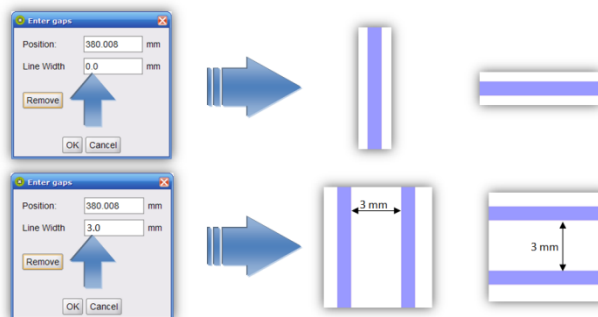 Enter gaps
Position: 380.008 mm
Line Width 0.0 mm
Remove
OK Cancel
Enter gaps
Position: 380.008 mm
Line Width 3.0 mm
Remove
OK Cancel
3 mm
3 mm